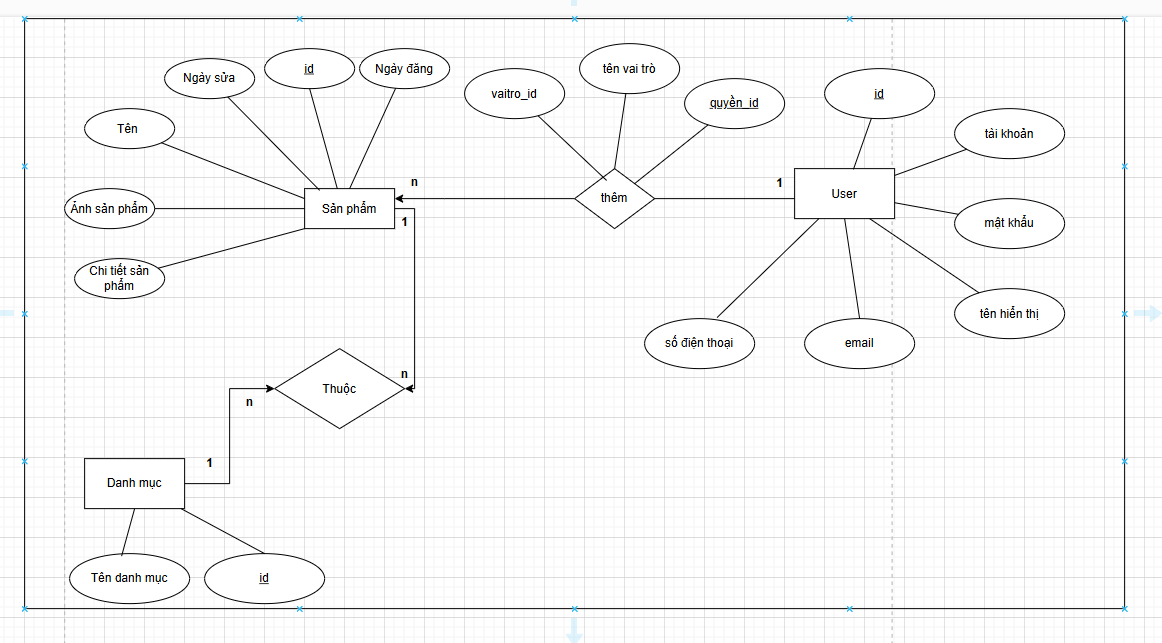 Ngày sửa
id
Ngày đăng
tên vai trò
vaitro_id
quyền_id
id
Tên
tài khoản
n
1
User
thêm
Sản phẩm
Ảnh sản phẩm
1
mật khẩu
Chi tiết sản
phẩm
tên hiển thị
số điện thoại
email
n
Thuộc
n
1
Danh mục
Tên danh mục
id